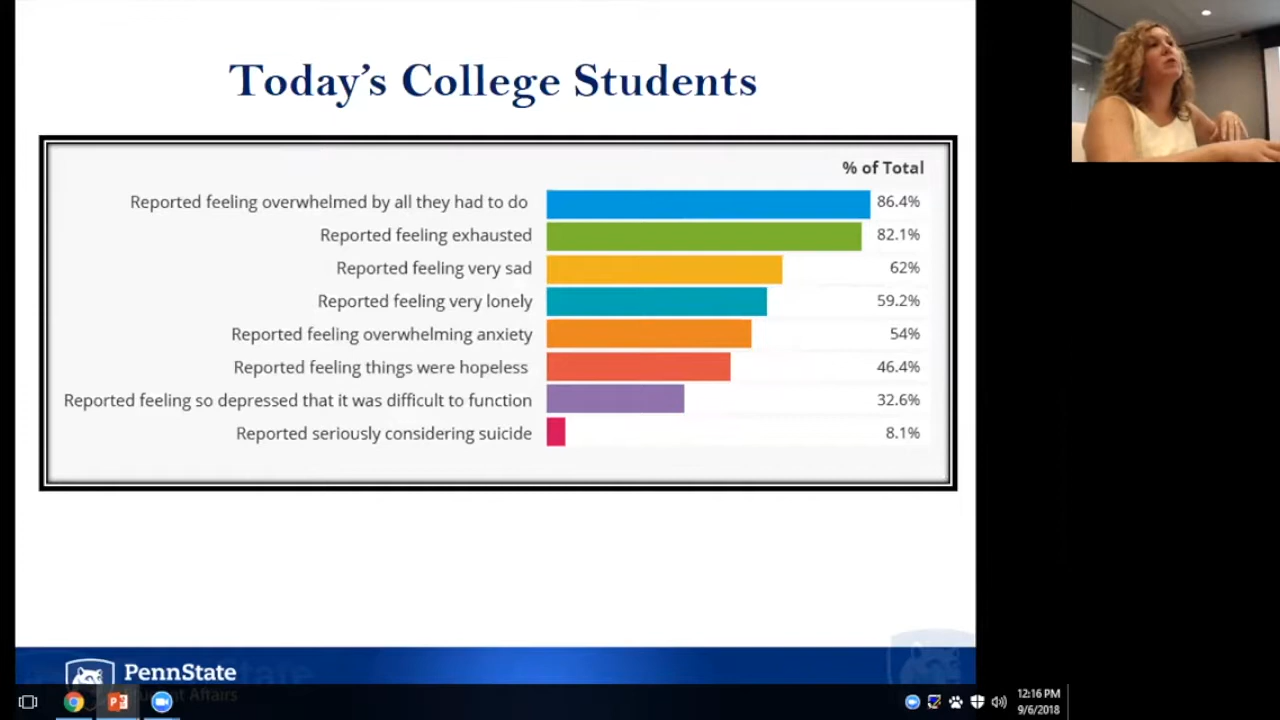 Today's College Students
% of Total
Reported feeling overwhelmed by all they had to do 86.4%
Reported feeling exhausted 82.1%
Reported feeling very sad 62%
Reported feeling very lonely 59.2%
Reported feeling overwhelming anxiety 54%
Reported feeling things were hopeless 46.4%
Reported feeling so depressed that it was difficult to function 32.6%
Reported seriously considering suicide 8.1%
PennState
Student Affairs
12:16 PM
9/6/2018